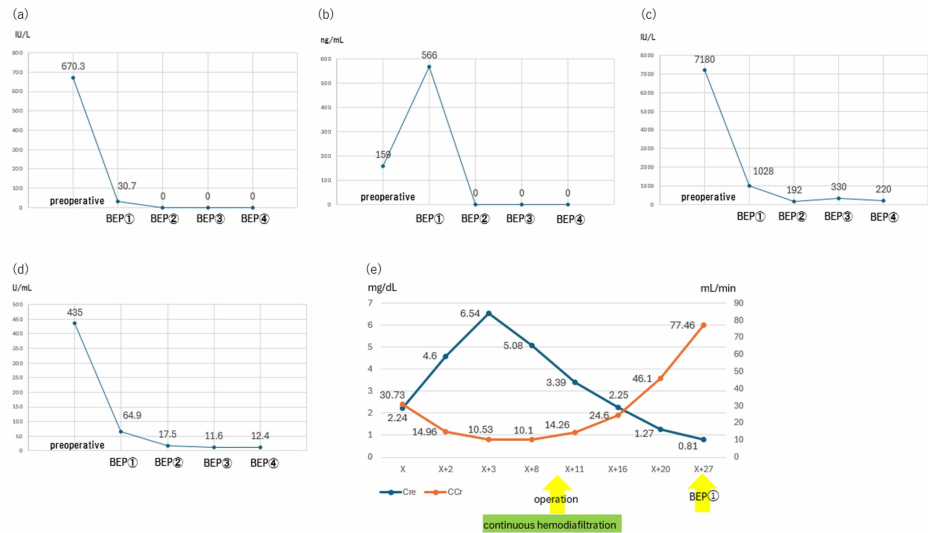 (a)
IU/L
800
700
600
500
400
300
200
100
0
670.3
30.7
0
0
0
preoperative
BEP①
BEP②
BEP③
BEP④
(b)
ng/mL
600
500
400
300
200
100
0
159
566
0
0
0
preoperative
BEP①
BEP②
BEP③
BEP④
(c)
IU/L
8000
7000
6000
5000
4000
3000
2000
1000
0
7180
1028
192
330
220
preoperative
BEP①
BEP②
BEP③
BEP④
(d)
U/mL
500
450
400
350
300
250
200
150
100
50
0
435
64.9
17.5
11.6
12.4
preoperative
BEP①
BEP②
BEP③
BEP④
(e)
mg/dL
mL/min
7
6
5
4
3
2
1
0
90
80
70
60
50
40
30
20
10
0
2.24
4.6
6.54
5.08
3.39
2.25
1.27
0.81
30.73
14.96
10.53
10.1
14.26
24.6
46.1
77.46
X
X+2
X+3
X+8
X+11
X+16
X+20
X+27
Cre
CCr
operation
BEP①
continuous hemodiafiltration